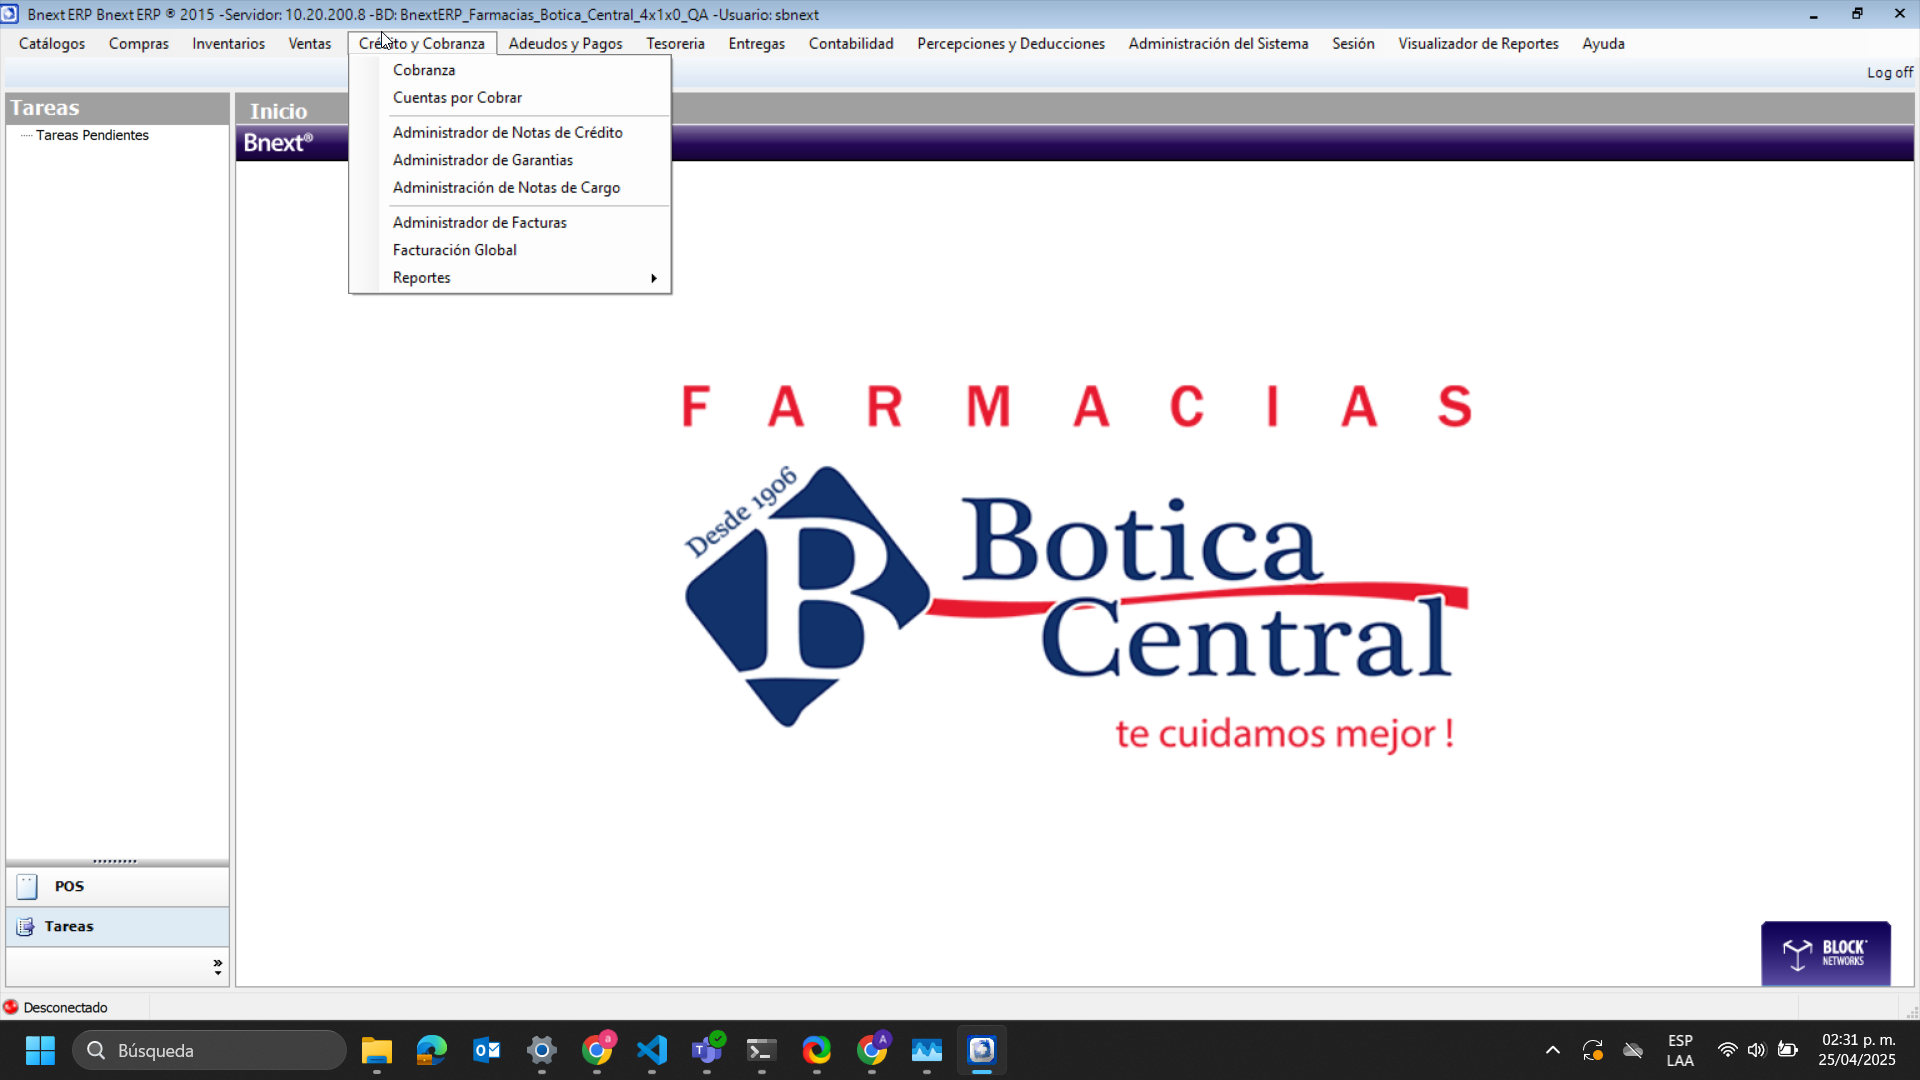 Bnext ERP Bnext ERP ® 2015 -Servidor: 10.20.200.8 -BD: BnextERP_Farmacias_Botica_Central_4x1x0_QA -Usuario: sbnext
Catálogos Compras Inventarios Ventas Crédito y Cobranza Adeudos y Pagos Tesoreria Entregas Contabilidad Percepciones y Deducciones Administración del Sistema Sesión Visualizador de Reportes Ayuda
Log off
Cobranza
Cuentas por Cobrar
Administrador de Notas de Crédito
Administrador de Garantias
Administración de Notas de Cargo
Administrador de Facturas
Facturación Global
Reportes
Tareas
Tareas Pendientes
Inicio
Bnext®
FARMACIAS
Desde 1906
B
Botica
Central
te cuidamos mejor !
POS
Tareas
BLOCK
NETWORKS
Desconectado
Búsqueda
a
A
ESP
LAA
02:31 p. m.
25/04/2025